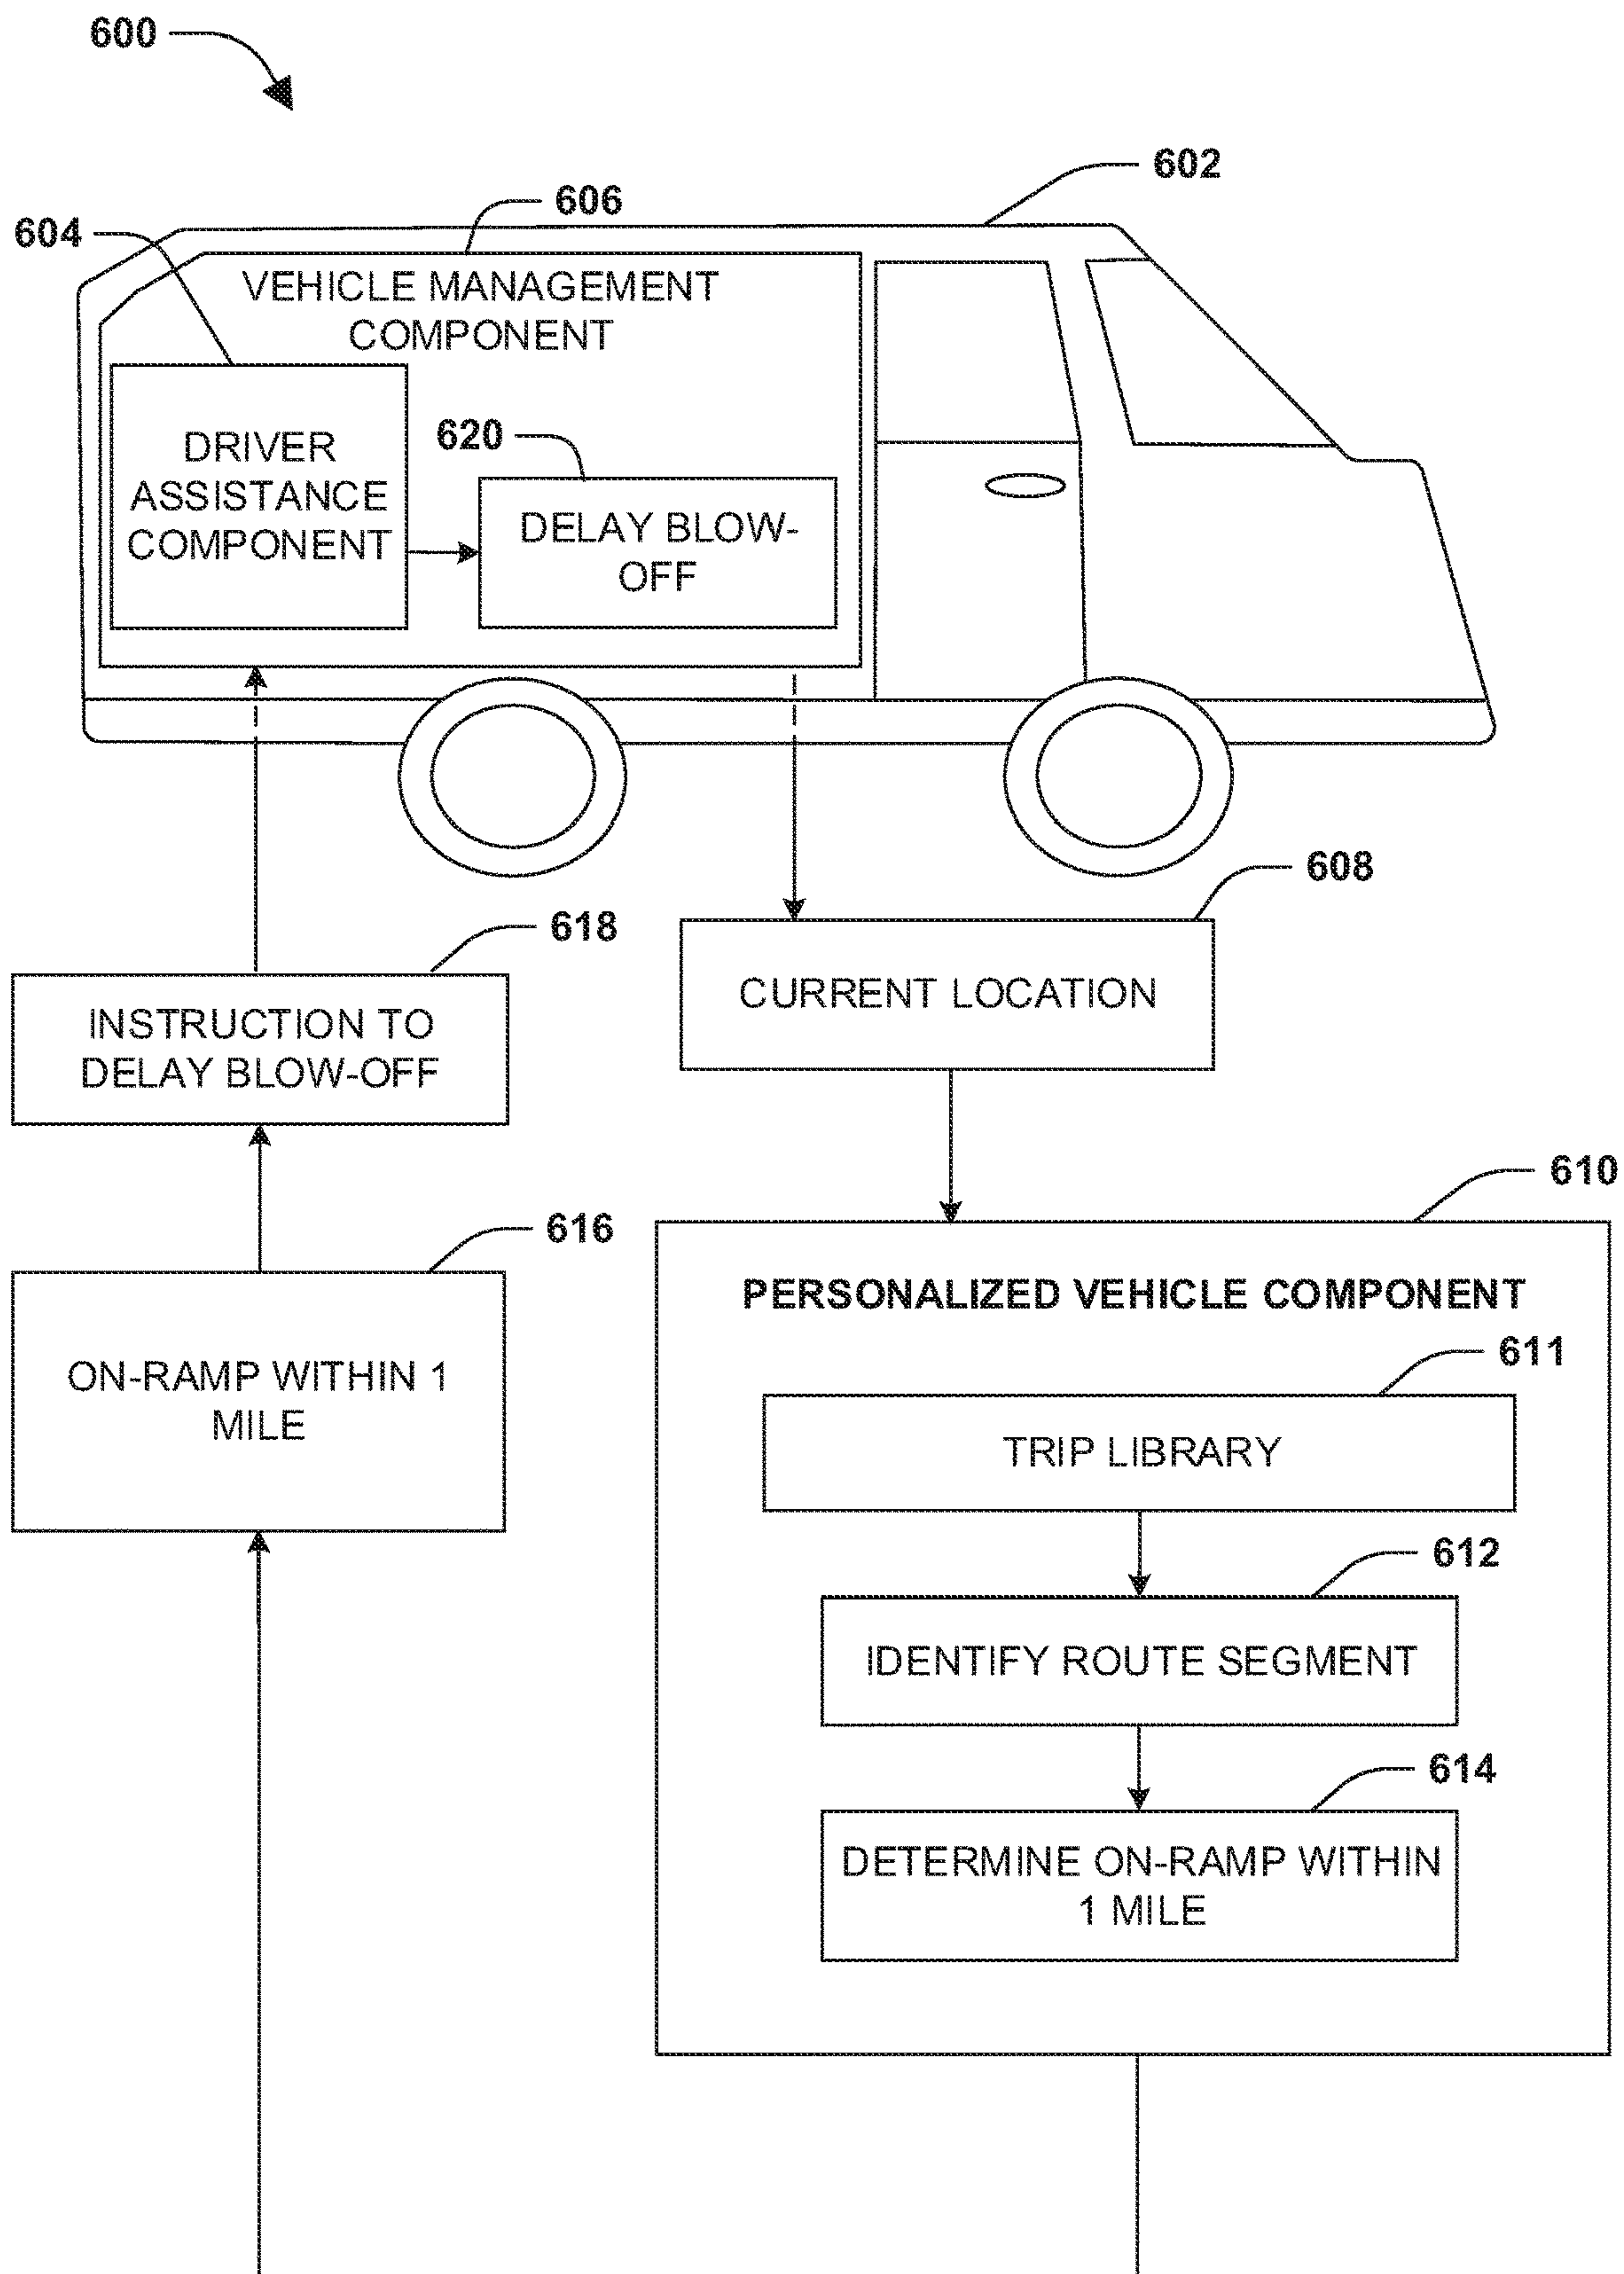 600
602
606
604
VEHICLE MANAGEMENT
COMPONENT
DRIVER
ASSISTANCE
COMPONENT
620
DELAY BLOW-
OFF
608
CURRENT LOCATION
618
INSTRUCTION TO
DELAY BLOW-OFF
610
PERSONALIZED VEHICLE COMPONENT
616
ON-RAMP WITHIN 1
MILE
611
TRIP LIBRARY
612
IDENTIFY ROUTE SEGMENT
614
DETERMINE ON-RAMP WITHIN
1 MILE